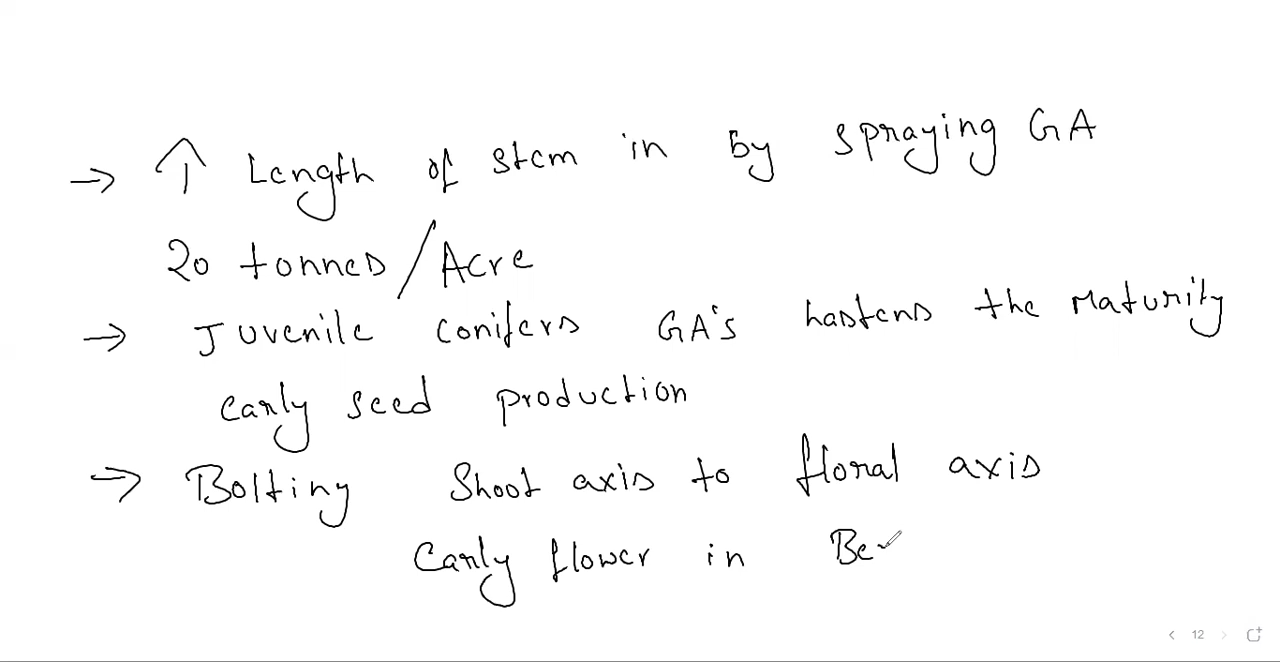 → ↑ Length of stem in by spraying GA
20 tonnes / Acre
→ Juvenile conifers GA's hastens the Maturity
early seed production
→ Bolting Shoot axis to floral axis
Early flower in Be
< 12 >